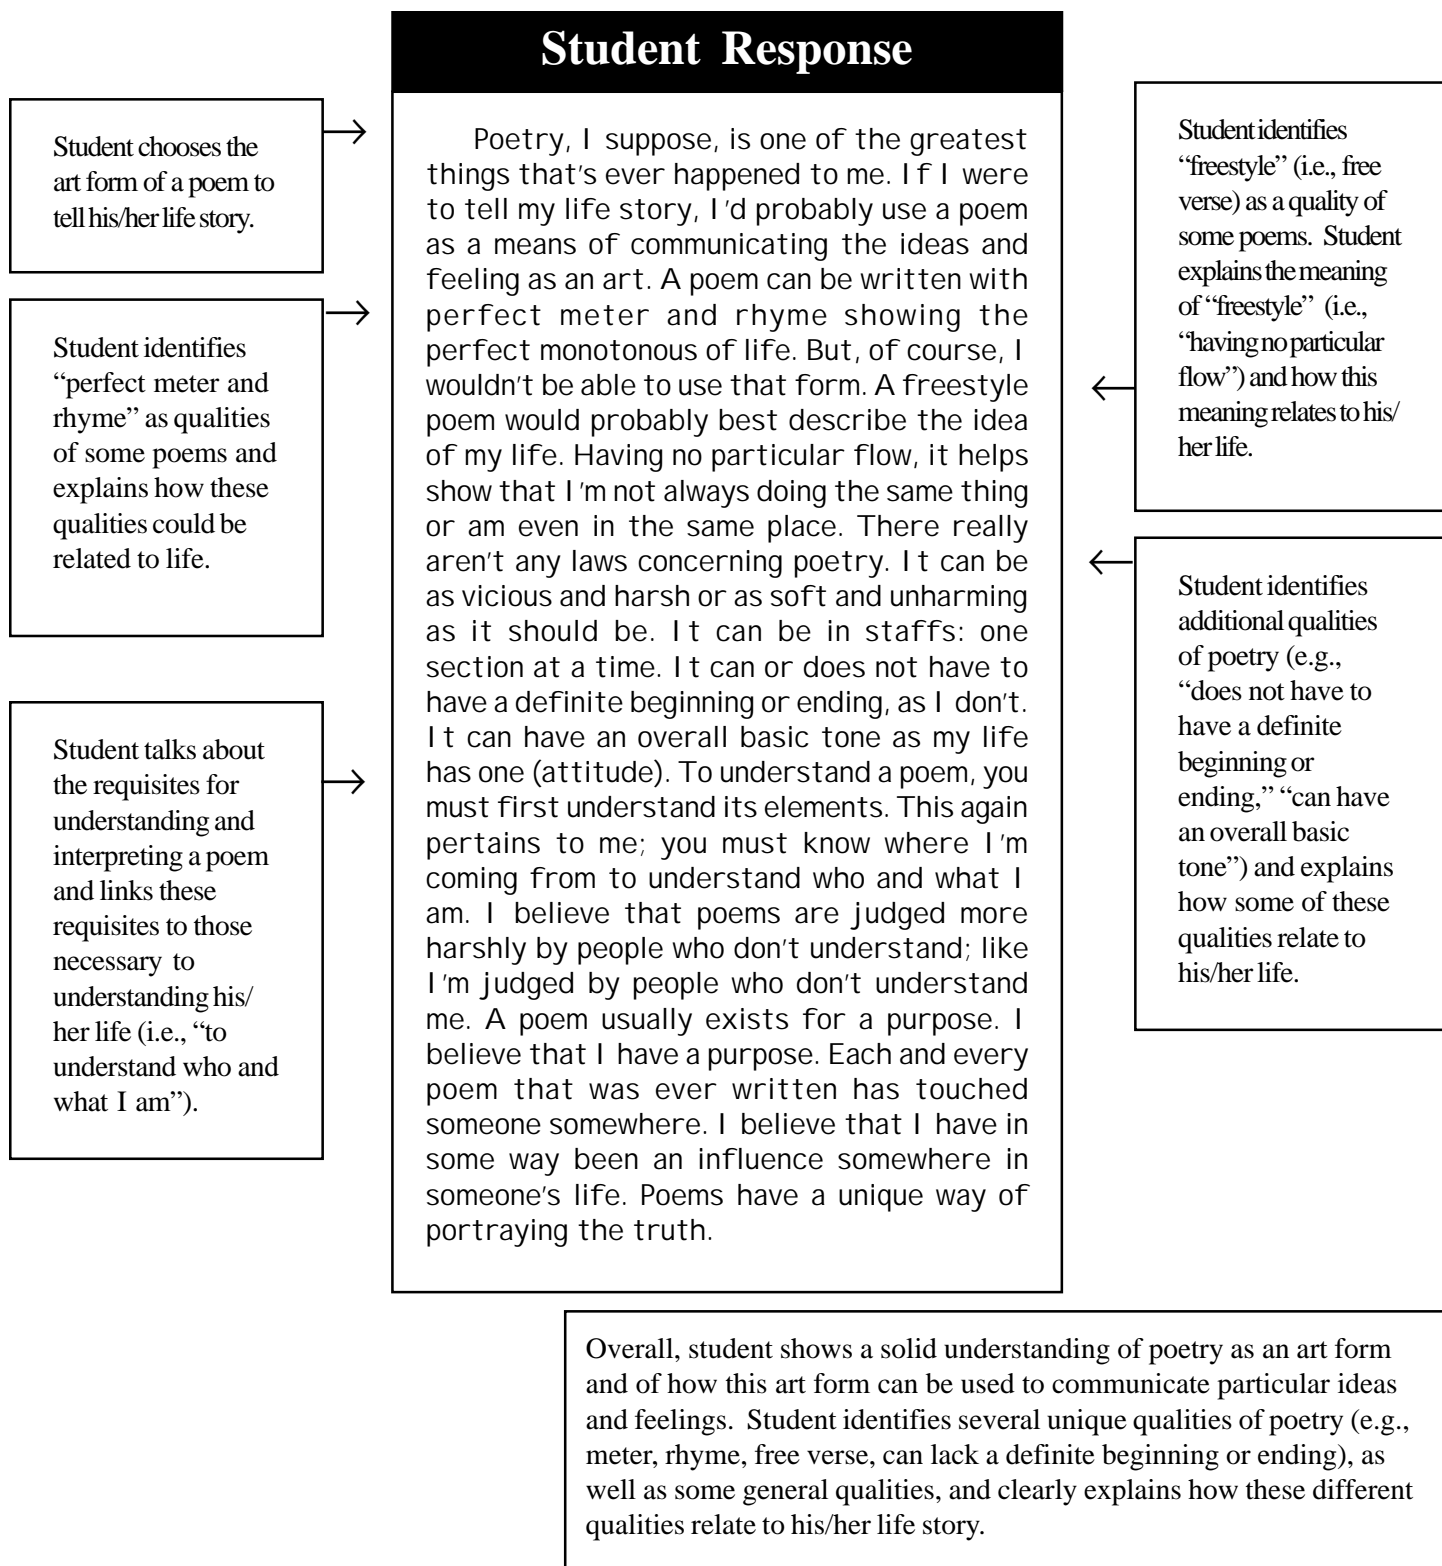 Student Response
Student chooses the
art form of a poem to
tell his/her life story.
Student identifies
“perfect meter and
rhyme” as qualities
of some poems and
explains how these
qualities could be
related to life.
Student talks about
the requisites for
understanding and
interpreting a poem
and links these
requisites to those
necessary to
understanding his/
her life (i.e., “to
understand who and
what I am”).
Poetry, I suppose, is one of the greatest
things that's ever happened to me. If I were
to tell my life story, I'd probably use a poem
as a means of communicating the ideas and
feeling as an art. A poem can be written with
perfect meter and rhyme showing the
perfect monotonous of life. But, of course, I
wouldn't be able to use that form. A freestyle
poem would probably best describe the idea
of my life. Having no particular flow, it helps
show that I'm not always doing the same thing
or am even in the same place. There really
aren't any laws concerning poetry. It can be
as vicious and harsh or as soft and unharming
as it should be. It can be in staffs: one
section at a time. It can or does not have to
have a definite beginning or ending, as I don't.
It can have an overall basic tone as my life
has one (attitude). To understand a poem, you
must first understand its elements. This again
pertains to me; you must know where I'm
coming from to understand who and what I
am. I believe that poems are judged more
harshly by people who don't understand; like
I'm judged by people who don't understand
me. A poem usually exists for a purpose. I
believe that I have a purpose. Each and every
poem that was ever written has touched
someone somewhere. I believe that I have in
some way been an influence somewhere in
someone's life. Poems have a unique way of
portraying the truth.
Student identifies
“freestyle” (i.e., free
verse) as a quality of
some poems. Student
explains the meaning
of “freestyle” (i.e.,
“having no particular
flow”) and how this
meaning relates to his/
her life.
Student identifies
additional qualities
of poetry (e.g.,
“does not have to
have a definite
beginning or
ending,” “can have
an overall basic
tone”) and explains
how some of these
qualities relate to
his/her life.
Overall, student shows a solid understanding of poetry as an art form
and of how this art form can be used to communicate particular ideas
and feelings. Student identifies several unique qualities of poetry (e.g.,
meter, rhyme, free verse, can lack a definite beginning or ending), as
well as some general qualities, and clearly explains how these different
qualities relate to his/her life story.